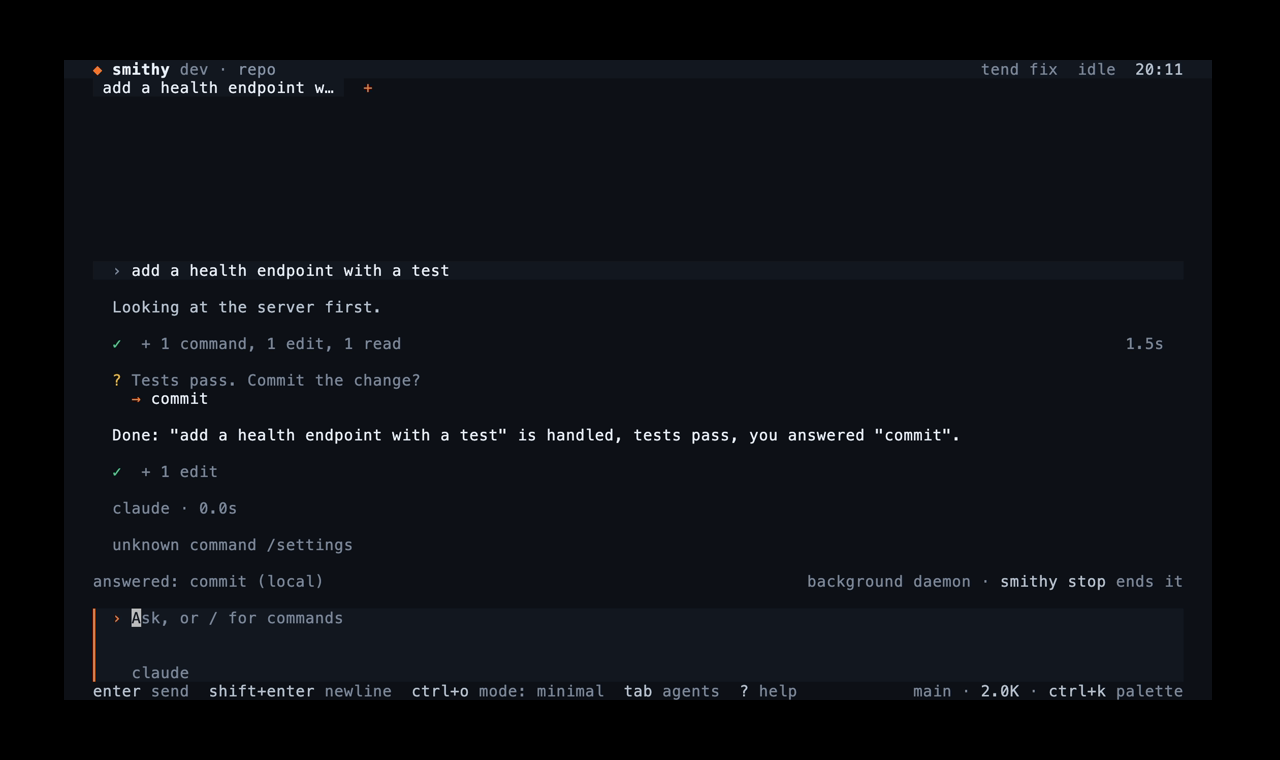 ◆ smithy dev · repo tend fix idle 20:11
add a health endpoint w… +
› add a health endpoint with a test
Looking at the server first.
✓ + 1 command, 1 edit, 1 read 1.5s
? Tests pass. Commit the change?
→ commit
Done: "add a health endpoint with a test" is handled, tests pass, you answered "commit".
✓ + 1 edit
claude · 0.0s
unknown command /settings
answered: commit (local) background daemon · smithy stop ends it
› Ask, or / for commands
claude
enter send shift+enter newline ctrl+o mode: minimal tab agents ? help main · 2.0K · ctrl+k palette